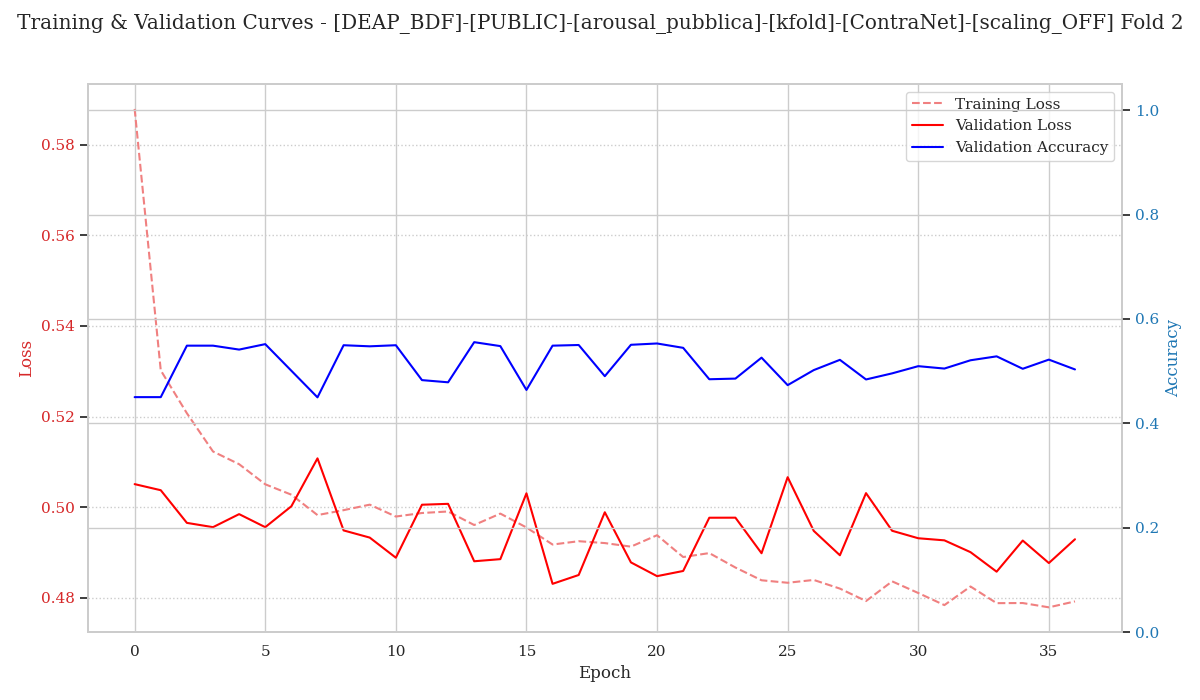 Training & Validation Curves - [DEAP_BDF]-[PUBLIC]-[arousal_pubblica]-[kfold]-[ContraNet]-[scaling_OFF] Fold 2
Training Loss
Validation Loss
Validation Accuracy
0.58
0.56
0.54
0.52
0.50
0.48
Loss
1.0
0.8
0.6
0.4
0.2
0.0
Accuracy
0 5 10 15 20 25 30 35
Epoch